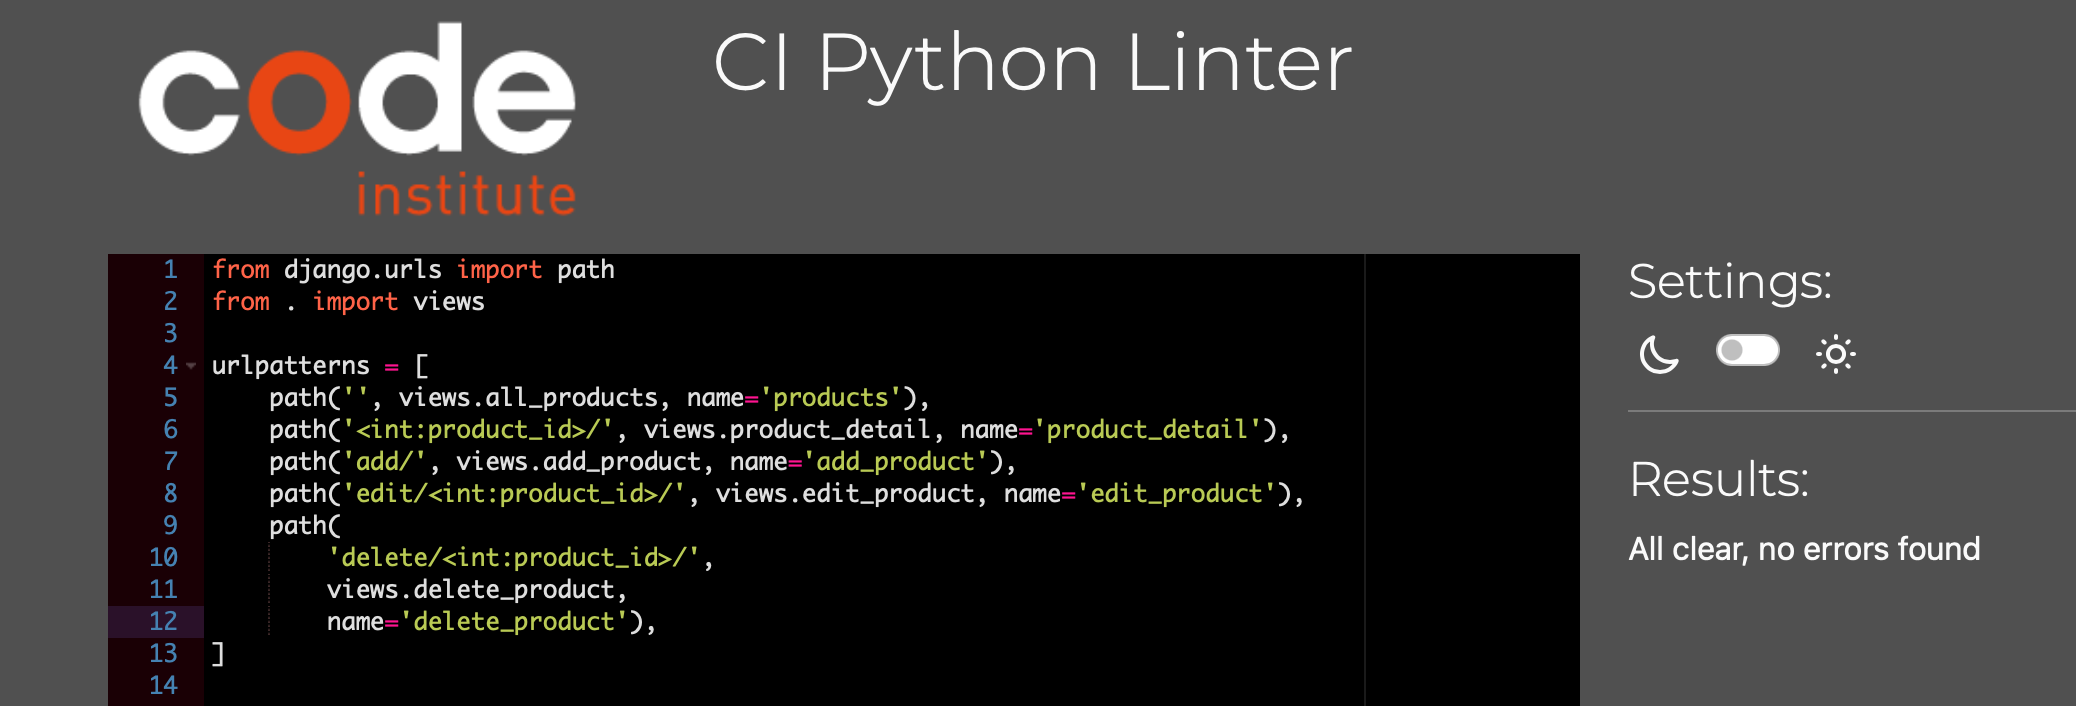 code
institute
CI Python Linter
1 from django.urls import path
2 from . import views
3
4 urlpatterns = [
5     path('', views.all_products, name='products'),
6     path('<int:product_id>/', views.product_detail, name='product_detail'),
7     path('add/', views.add_product, name='add_product'),
8     path('edit/<int:product_id>/', views.edit_product, name='edit_product'),
9     path(
10         'delete/<int:product_id>/',
11         views.delete_product,
12         name='delete_product'),
13 ]
14
Settings:
Results:
All clear, no errors found